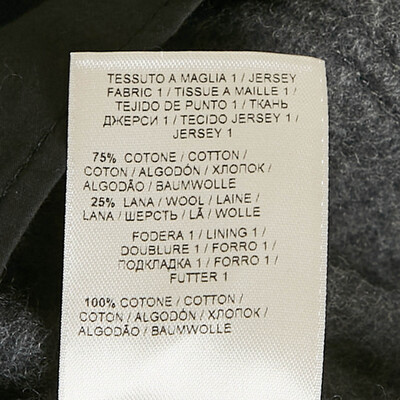 TESSUTO A MAGLIA 1 / JERSEY
FABRIC 1 / TISSUE A MAILLE 1 /
TEJIDO DE PUNTO 1 / ТКАНЬ
ДЖЕРСИ 1 / TECIDO JERSEY 1 /
JERSEY 1
75% COTONE / COTTON /
COTON / ALGODÓN / ХЛОПОК /
ALGODÃO / BAUMWOLLE
25% LANA / WOOL / LAINE /
LANA / ШЕРСТЬ / LÃ / WOLLE
FODERA 1 / LINING 1 /
DOUBLURE 1 / FORRO 1 /
ПОДКЛАДКА 1 / FORRO 1 /
FUTTER 1
100% COTONE / COTTON /
COTON / ALGODÓN / ХЛОПОК /
ALGODÃO / BAUMWOLLE